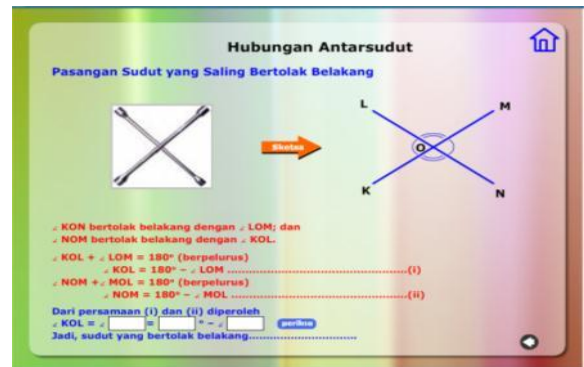 Hubungan Antarsudut
Pasangan Sudut yang Saling Bertolak Belakang
L
M
Sketsa
O
K
N
∠ KON bertolak belakang dengan ∠ LOM; dan
∠ NOM bertolak belakang dengan ∠ KOL.
∠ KOL + ∠ LOM = 180° (berpelurus)
∠ KOL = 180° – ∠ LOM ....................................................(i)
∠ NOM +∠ MOL = 180° (berpelurus)
∠ NOM = 180° – ∠ MOL ....................................................(ii)
Dari persamaan (i) dan (ii) diperoleh
∠ KOL = ∠ = ° – ∠ periksa
Jadi, sudut yang bertolak belakang..............................